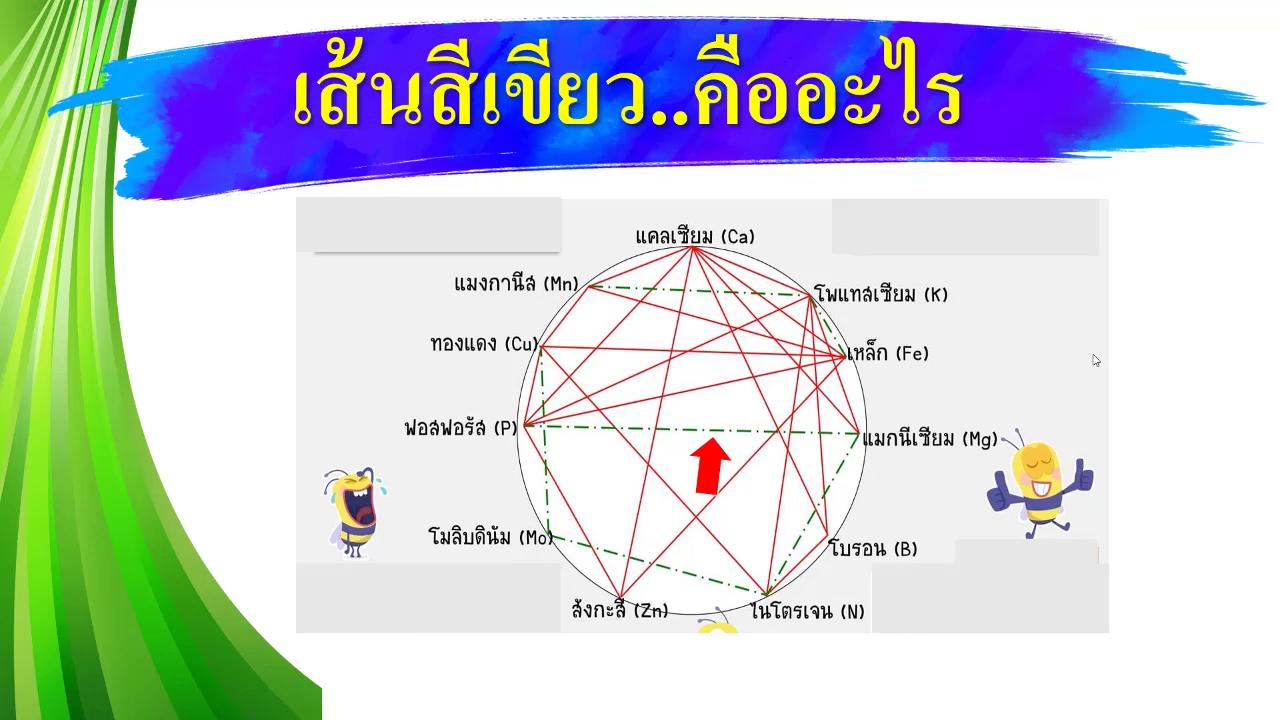 เส้นสีเขียว..คืออะไร
แคลเซียม (Ca)
แมงกานีส (Mn)
โพแทสเซียม (K)
ทองแดง (Cu)
เหล็ก (Fe)
ฟอสฟอรัส (P)
แมกนีเซียม (Mg)
โมลิบดินัม (Mo)
โบรอน (B)
สังกะสี (Zn)
ไนโตรเจน (N)